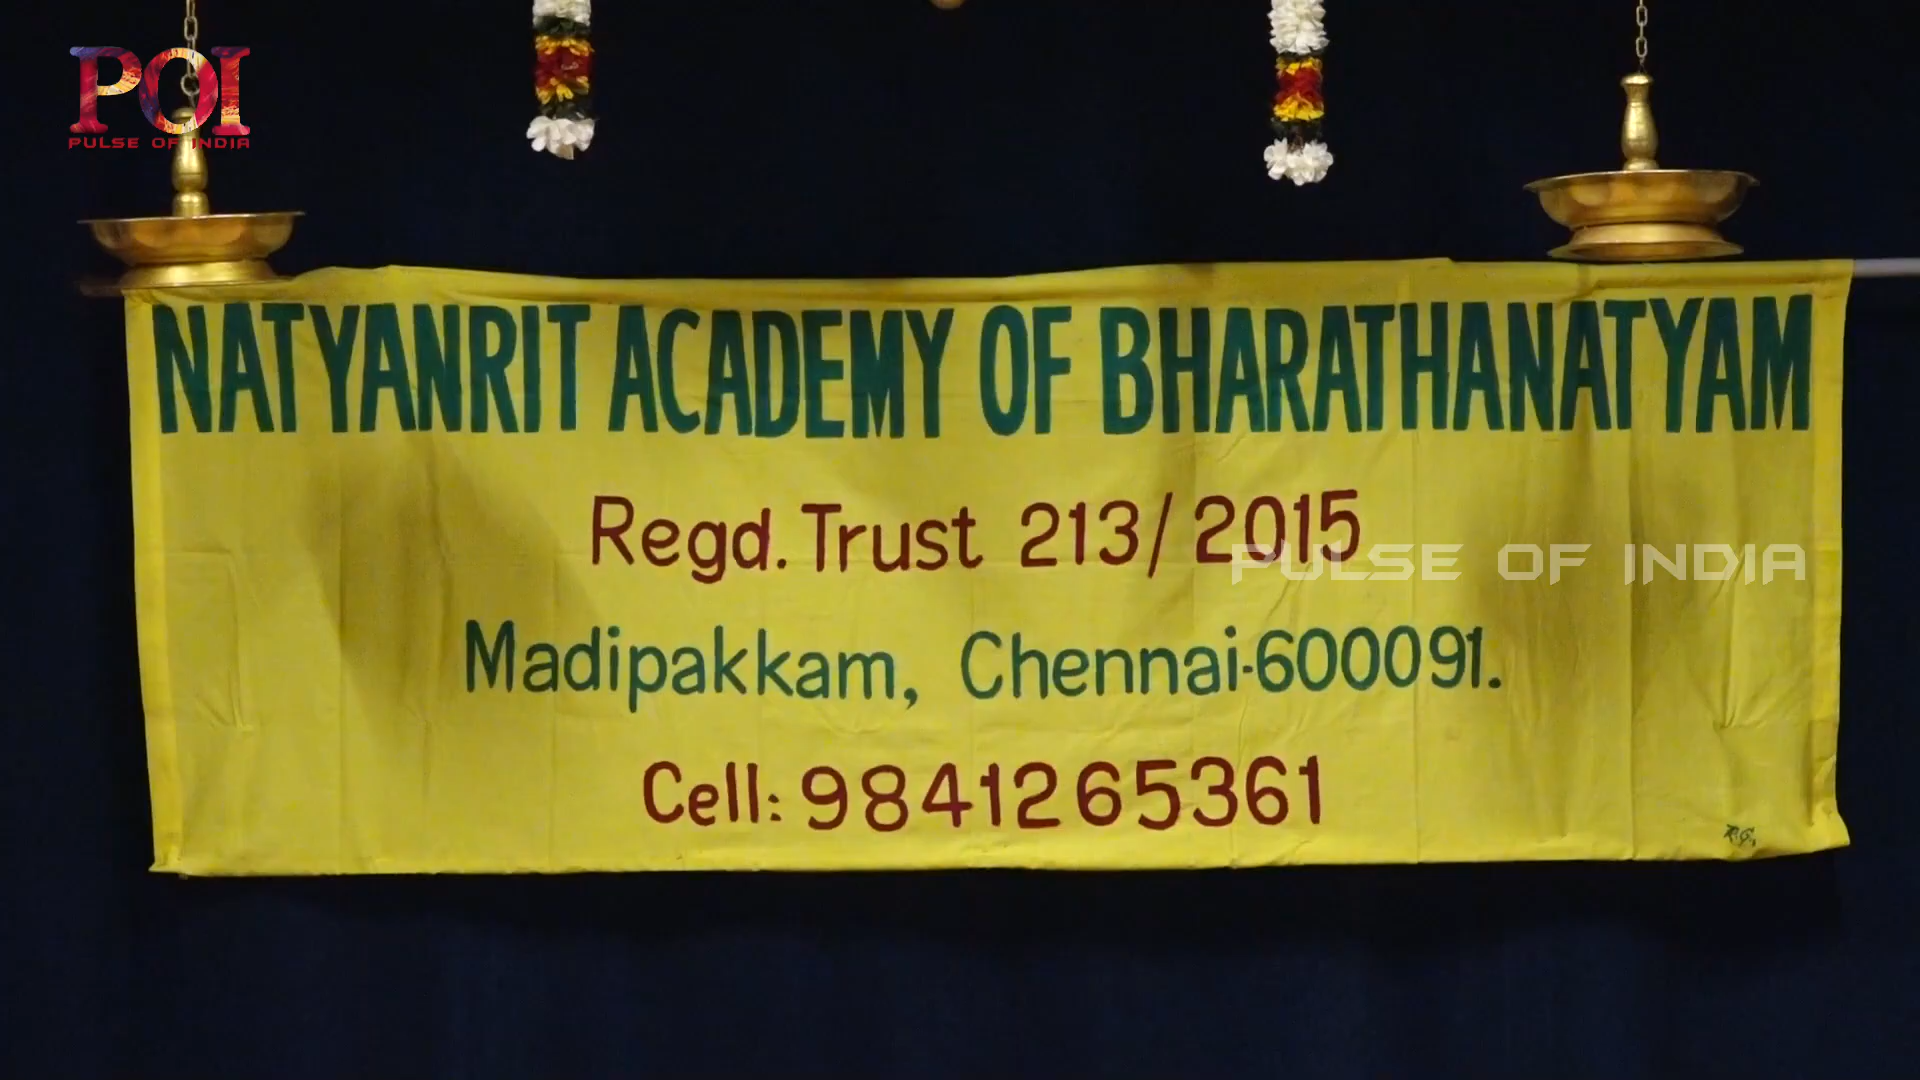 POI
PULSE OF INDIA
NATYANRIT ACADEMY OF BHARATHANATYAM
Regd. Trust 213/2015
PULSE OF INDIA
Madipakkam, Chennai-600091.
Cell: 9841265361